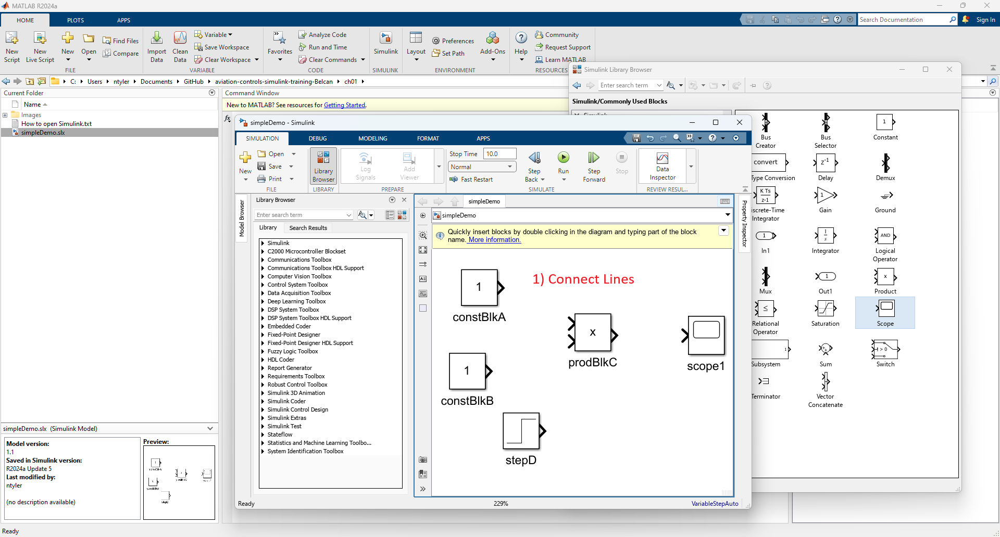 MATLAB R2024a
HOME PLOTS APPS
Search Documentation
Sign In
New Script
New Live Script
New
Open
Find Files
Compare
FILE
Import Data
Clean Data
Variable
Save Workspace
Clear Workspace
VARIABLE
Favorites
Analyze Code
Run and Time
Clear Commands
CODE
Simulink
SIMULINK
Layout
Preferences
Set Path
Add-Ons
ENVIRONMENT
Help
Community
Request Support
Learn MATLAB
RESOURCES
C: Users ntyler Documents GitHub aviation-controls-simulink-training-Belcan ch01
Current Folder
Name
Images
How to open Simulink.txt
simpleDemo.slx
simpleDemo.slx (Simulink Model)
Model version:
1.1
Saved in Simulink version:
R2024a Update 5
Last modified by:
ntyler
(no description available)
Preview:
Ready
Command Window
New to MATLAB? See resources for Getting Started.
fx
simpleDemo - Simulink
SIMULATION DEBUG MODELING FORMAT APPS
New
Open
Save
Print
FILE
Library Browser
LIBRARY
Log Signals
Add Viewer
PREPARE
Stop Time 10.0
Normal
Fast Restart
Step Back
Run
Step Forward
Stop
SIMULATE
Data Inspector
REVIEW RESUL...
Model Browser
Library Browser
Enter search term
Library Search Results
Simulink
C2000 Microcontroller Blockset
Communications Toolbox
Communications Toolbox HDL Support
Computer Vision Toolbox
Control System Toolbox
Data Acquisition Toolbox
Deep Learning Toolbox
DSP System Toolbox
DSP System Toolbox HDL Support
Embedded Coder
Fixed-Point Designer
Fixed-Point Designer HDL Support
Fuzzy Logic Toolbox
HDL Coder
Report Generator
Requirements Toolbox
Robust Control Toolbox
Simulink 3D Animation
Simulink Coder
Simulink Control Design
Simulink Extras
Simulink Test
Stateflow
Statistics and Machine Learning Toolbo...
System Identification Toolbox
simpleDemo
simpleDemo
Quickly insert blocks by double clicking in the diagram and typing part of the block
name. More information.
1) Connect Lines
1
constBlkA
1
constBlkB
x
prodBlkC
scope1
stepD
Property Inspector
Ready
229%
VariableStepAuto
Simulink Library Browser
Enter search term
Simulink/Commonly Used Blocks
Bus Creator
Bus Selector
1
Constant
convert
Type Conversion
z-1
Delay
Demux
K Ts
z-1
iscrete-Time Integrator
1
Gain
Ground
1
In1
1
s
Integrator
AND
Logical Operator
Mux
1
Out1
x
Product
≤
Relational Operator
Saturation
Scope
1
Subsystem
Sum
> 0
Switch
Terminator
Vector Concatenate